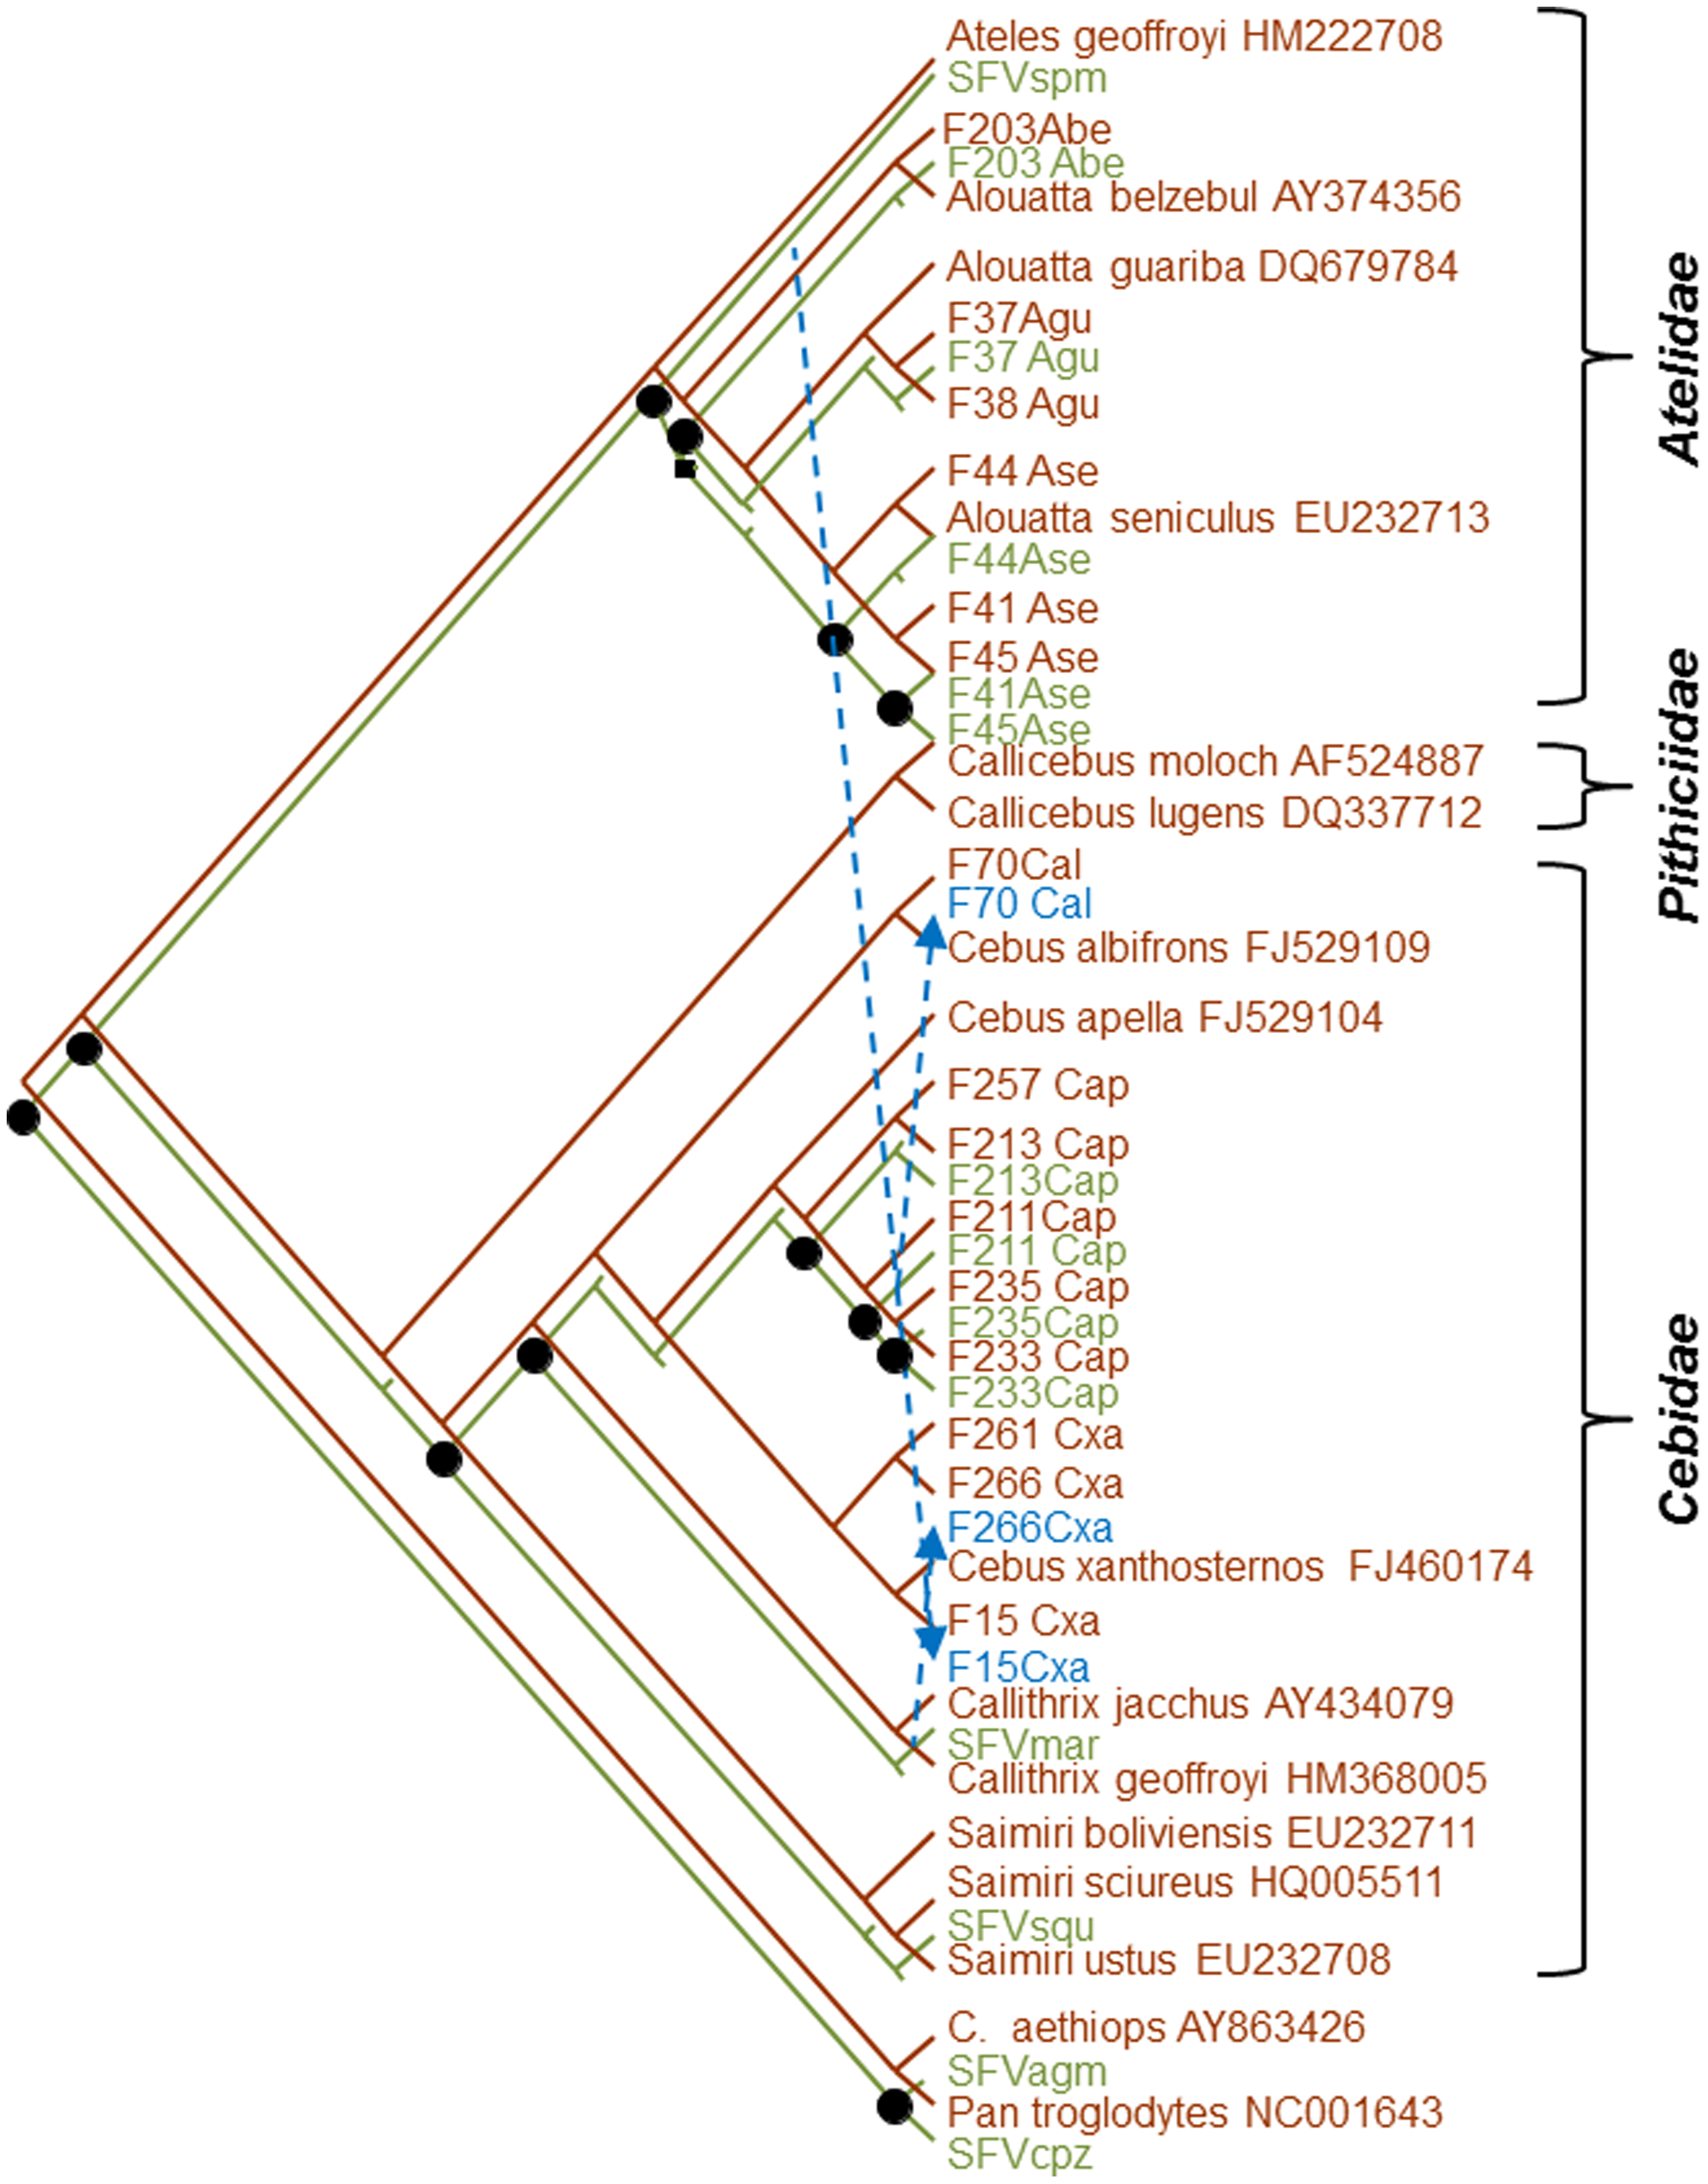 Ateles geoffroyi HM222708
SFVspm
F203Abe
F203 Abe
Alouatta belzebul AY374356
Alouatta guariba DQ679784
F37Agu
F37 Agu
F38 Agu
F44 Ase
Alouatta seniculus EU232713
F44Ase
F41 Ase
F45 Ase
F41Ase
F45Ase
Atelidae
Callicebus moloch AF524887
Callicebus lugens DQ337712
Pithiciidae
F70Cal
F70 Cal
Cebus albifrons FJ529109
Cebus apella FJ529104
F257 Cap
F213 Cap
F213Cap
F211Cap
F211 Cap
F235 Cap
F235Cap
F233 Cap
F233Cap
F261 Cxa
F266 Cxa
F266Cxa
Cebus xanthosternos FJ460174
F15 Cxa
F15Cxa
Callithrix jacchus AY434079
SFVmar
Callithrix geoffroyi HM368005
Saimiri boliviensis EU232711
Saimiri sciureus HQ005511
SFVsqu
Saimiri ustus EU232708
Cebidae
C. aethiops AY863426
SFVagm
Pan troglodytes NC001643
SFVcpz